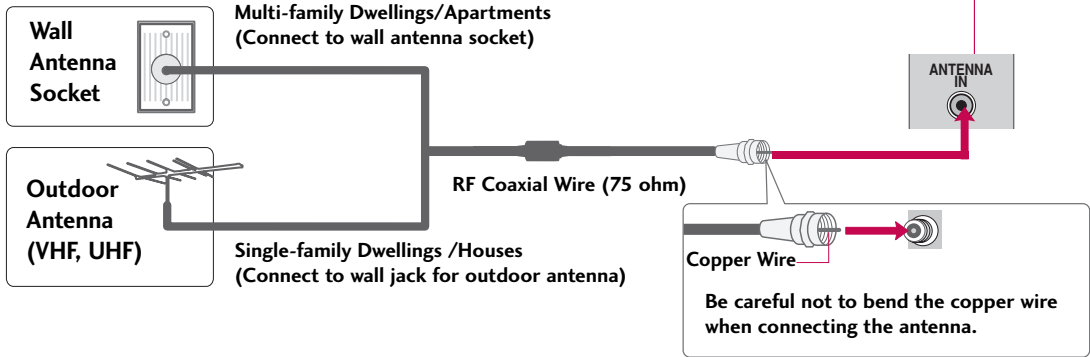 Wall
Antenna
Socket
Multi-family Dwellings/Apartments
(Connect to wall antenna socket)
ANTENNA
IN
Outdoor
Antenna
(VHF, UHF)
RF Coaxial Wire (75 ohm)
Single-family Dwellings /Houses
(Connect to wall jack for outdoor antenna)
Copper Wire
Be careful not to bend the copper wire
when connecting the antenna.